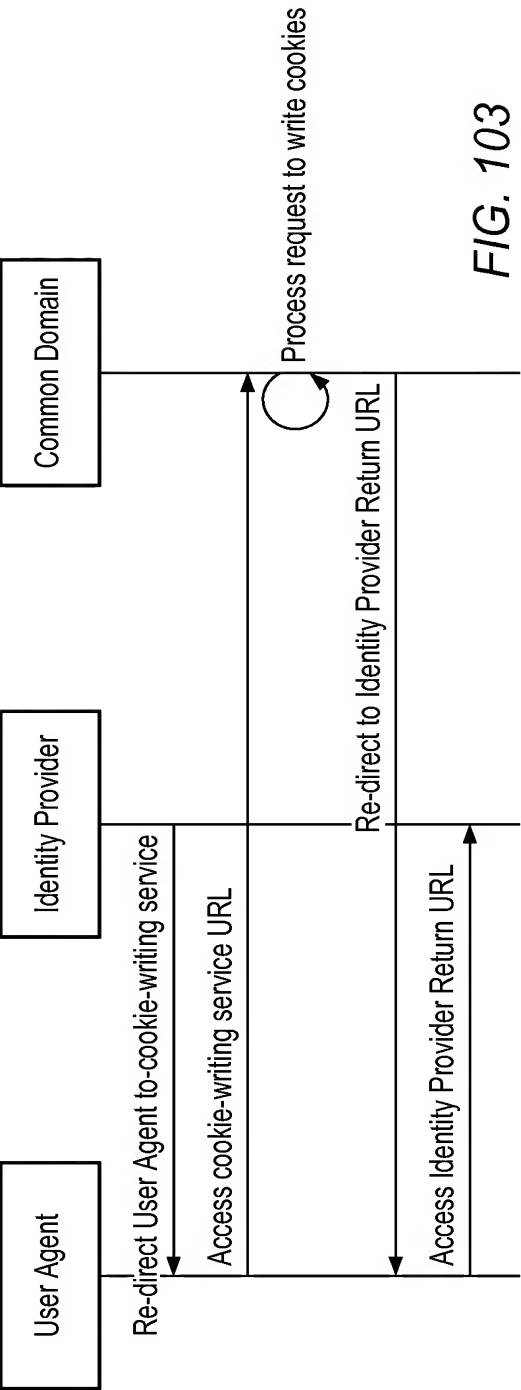 User Agent
Identity Provider
Common Domain
Re-direct User Agent to-cookie-writing service
Access cookie-writing service URL
Process request to write cookies
Re-direct to Identity Provider Return URL
Access Identity Provider Return URL
FIG. 103